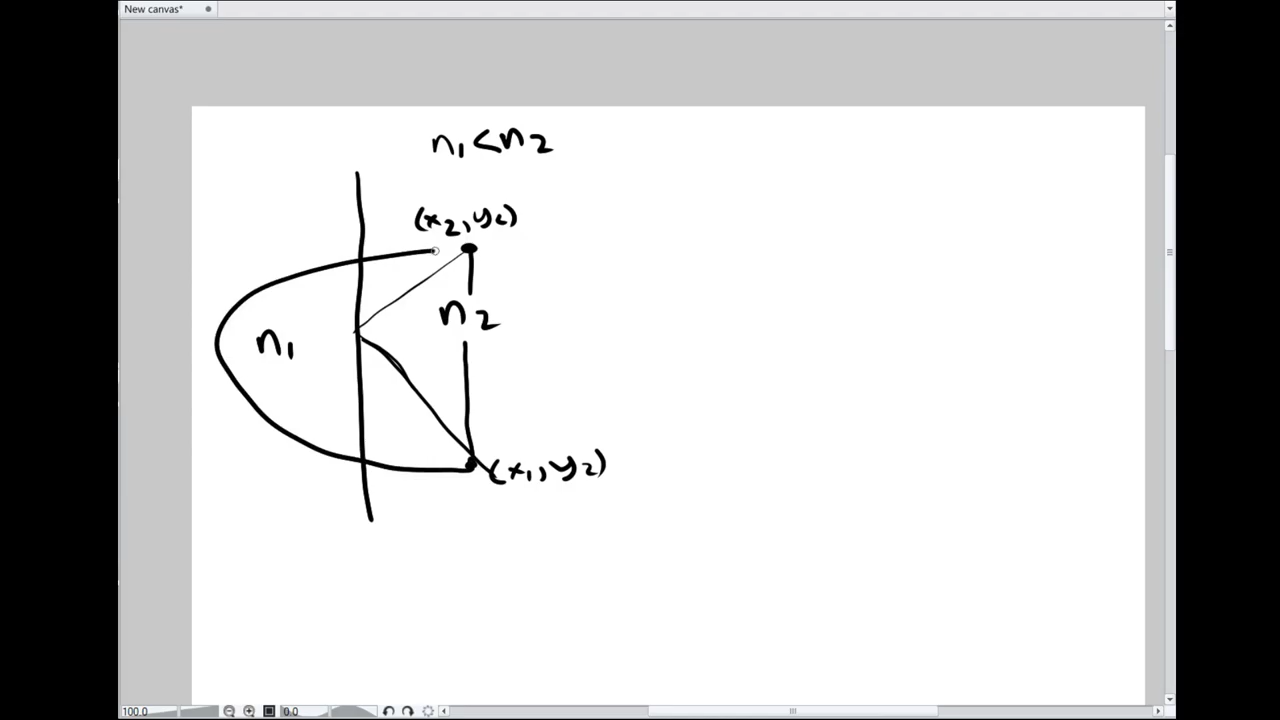 New canvas*
n1<n2
(x2,y2)
n2
n1
(x1,y2)
100.0 0.0